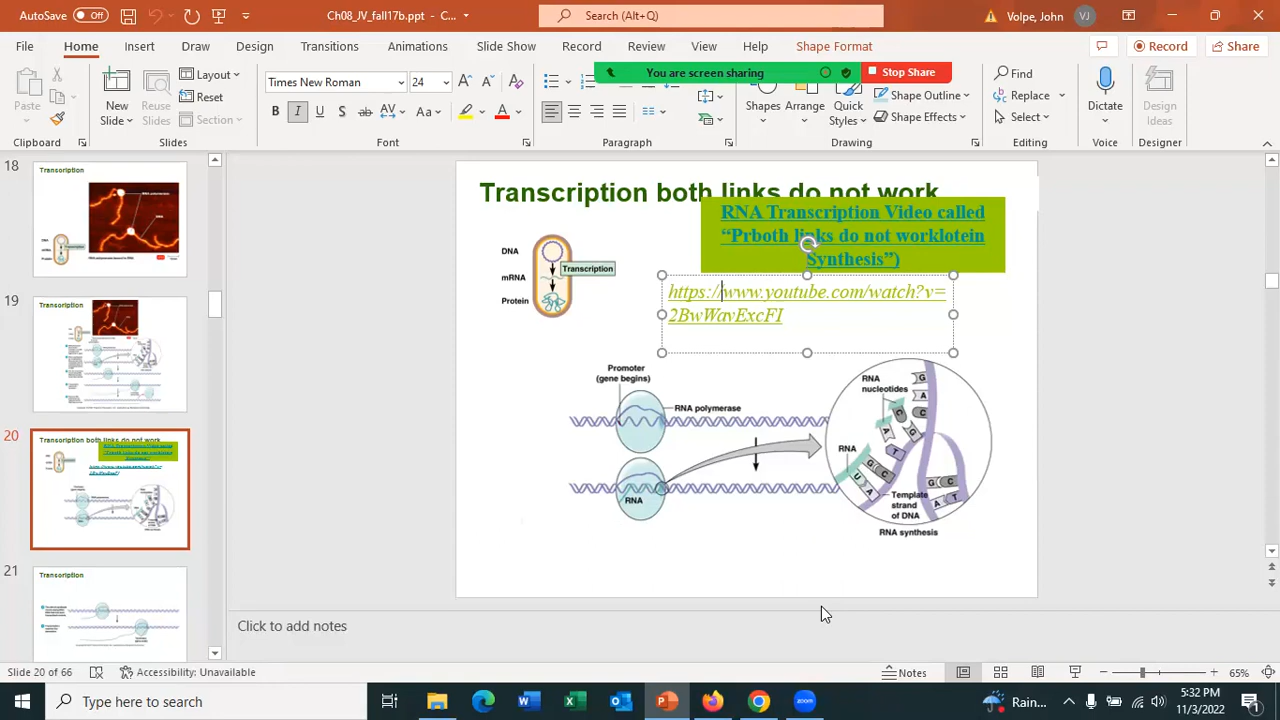 AutoSave Off
Ch08_JV_fall17b.ppt - C...
Search (Alt+Q)
Volpe, John
VJ
File
Home
Insert
Draw
Design
Transitions
Animations
Slide Show
Record
Review
View
Help
Shape Format
Record
Share
You are screen sharing
Stop Share
Paste
New
Slide
Reuse
Slides
Layout
Reset
Section
Times New Roman
24
B I U S ab AV Aa A
Shapes
Arrange
Quick
Styles
Shape Outline
Shape Effects
Find
Replace
Select
Dictate
Design
Ideas
Clipboard
Slides
Font
Paragraph
Drawing
Editing
Voice
Designer
18
Transcription
19
20
Transcription both links do not work
21
Transcription
Transcription both links do not work
RNA Transcription Video called
“Prboth links do not worklotein
Synthesis”)
https://www.youtube.com/watch?v=
2BwWavExcFI
DNA
mRNA
Protein
Transcription
Promoter
(gene begins)
RNA polymerase
RNA
RNA
nucleotides
RNA
Template
strand
of DNA
RNA synthesis
G
A
C
C
G
A
T
G
C
U
A
G
C
A
T
Click to add notes
Slide 20 of 66
Accessibility: Unavailable
Notes
65%
Type here to search
Rain...
5:32 PM
11/3/2022